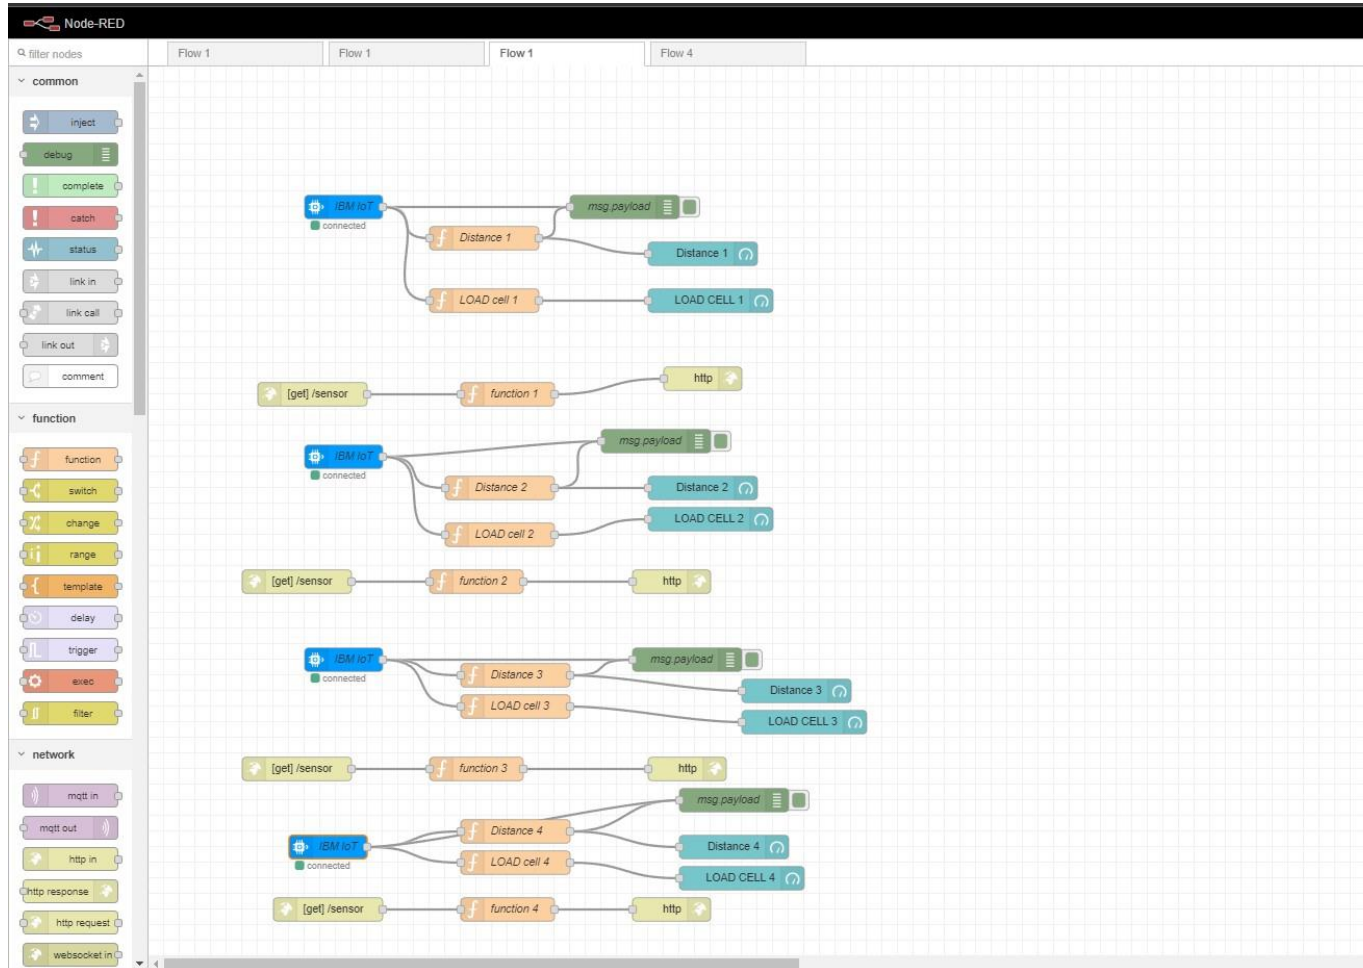 Node-RED
filter nodes
Flow 1
Flow 1
Flow 1
Flow 4
common
inject
debug
complete
catch
status
link in
link call
link out
comment
function
function
switch
change
range
template
delay
trigger
exec
filter
network
mqtt in
mqtt out
http in
http response
http request
websocket in
IBM IoT
connected
msg.payload
Distance 1
Distance 1
LOAD cell 1
LOAD CELL 1
[get] /sensor
function 1
http
IBM IoT
connected
msg.payload
Distance 2
Distance 2
LOAD CELL 2
LOAD cell 2
[get] /sensor
function 2
http
IBM IoT
connected
msg.payload
Distance 3
Distance 3
LOAD cell 3
LOAD CELL 3
[get] /sensor
function 3
http
msg.payload
Distance 4
IBM IoT
connected
Distance 4
LOAD cell 4
LOAD CELL 4
[get] /sensor
function 4
http